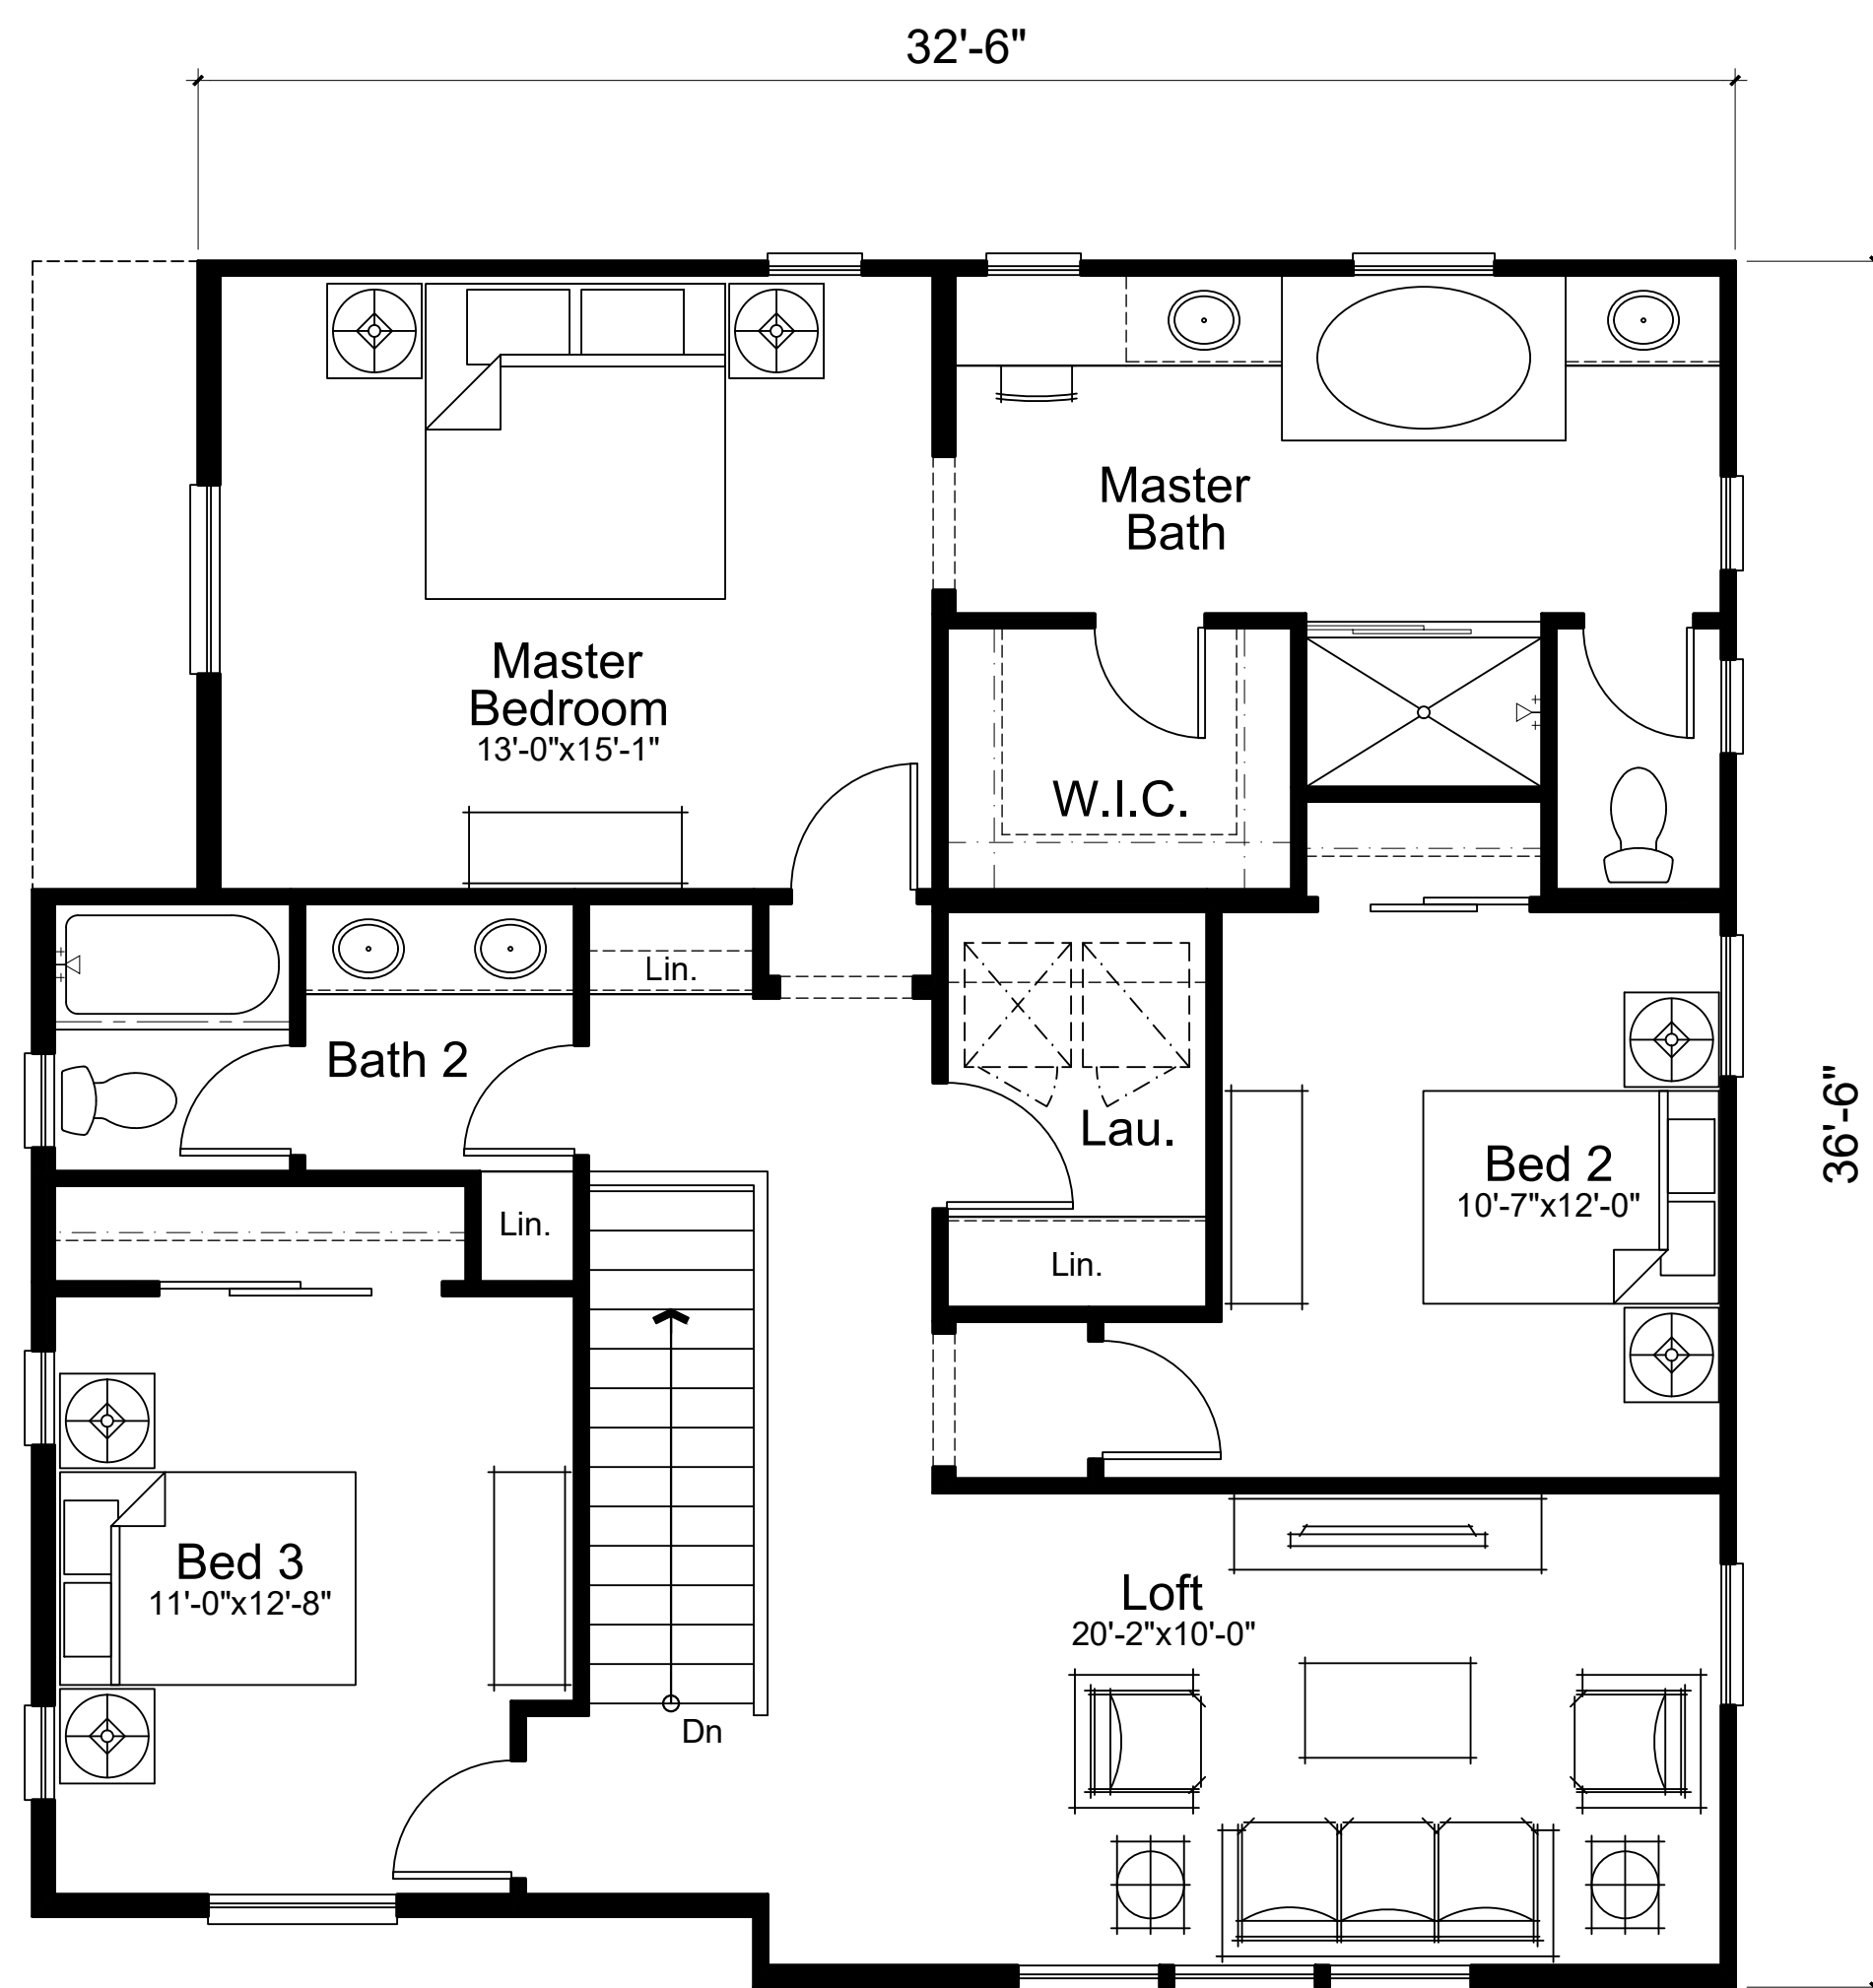 32'-6"
Master
Bath
Master
Bedroom
13'-0"x15'-1"
W.I.C.
Lin.
Bath 2
Lau.
36'-6"
Bed 2
10'-7"x12'-0"
Lin.
Lin.
Bed 3
11'-0"x12'-8"
Loft
20'-2"x10'-0"
Dn